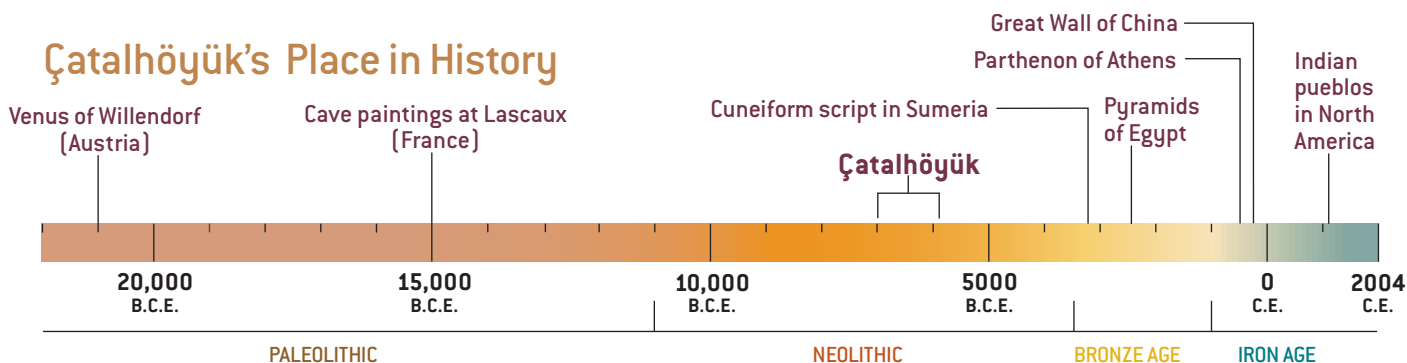 Çatalhöyük's Place in History
Great Wall of China
Parthenon of Athens
Indian
pueblos
in North
America
Venus of Willendorf
(Austria)
Cave paintings at Lascaux
(France)
Cuneiform script in Sumeria
Pyramids
of Egypt
Çatalhöyük
20,000
B.C.E.
15,000
B.C.E.
10,000
B.C.E.
5000
B.C.E.
0
C.E.
2004
C.E.
PALEOLITHIC
NEOLITHIC
BRONZE AGE
IRON AGE